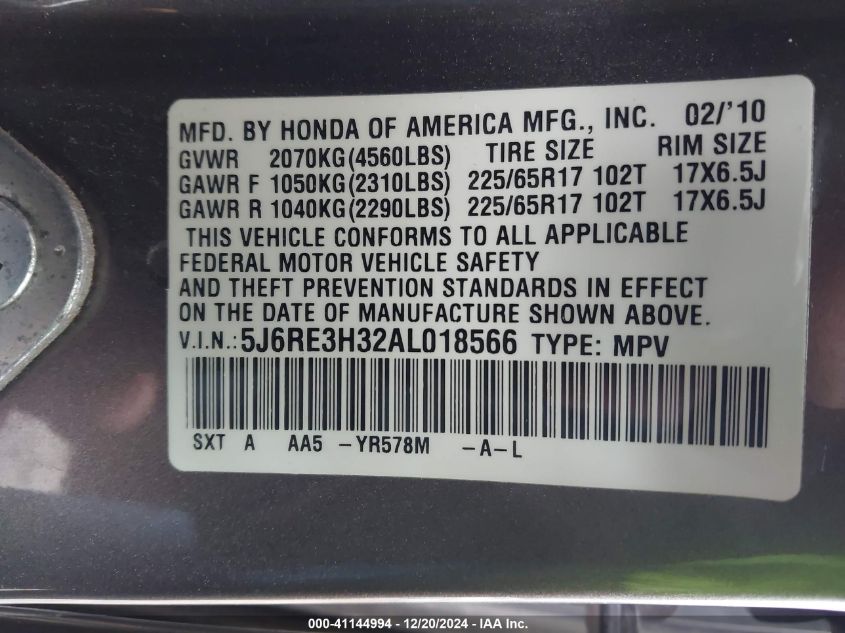 MFD. BY HONDA OF AMERICA MFG., INC. 02/'10
GVWR 2070KG(4560LBS) TIRE SIZE RIM SIZE
GAWR F 1050KG(2310LBS) 225/65R17 102T 17X6.5J
GAWR R 1040KG(2290LBS) 225/65R17 102T 17X6.5J
THIS VEHICLE CONFORMS TO ALL APPLICABLE
FEDERAL MOTOR VEHICLE SAFETY
AND THEFT PREVENTION STANDARDS IN EFFECT
ON THE DATE OF MANUFACTURE SHOWN ABOVE.
V.I.N.:5J6RE3H32AL018566 TYPE: MPV
SXT A AA5 -YR578M -A-L
000-41144994 - 12/20/2024 - IAA Inc.